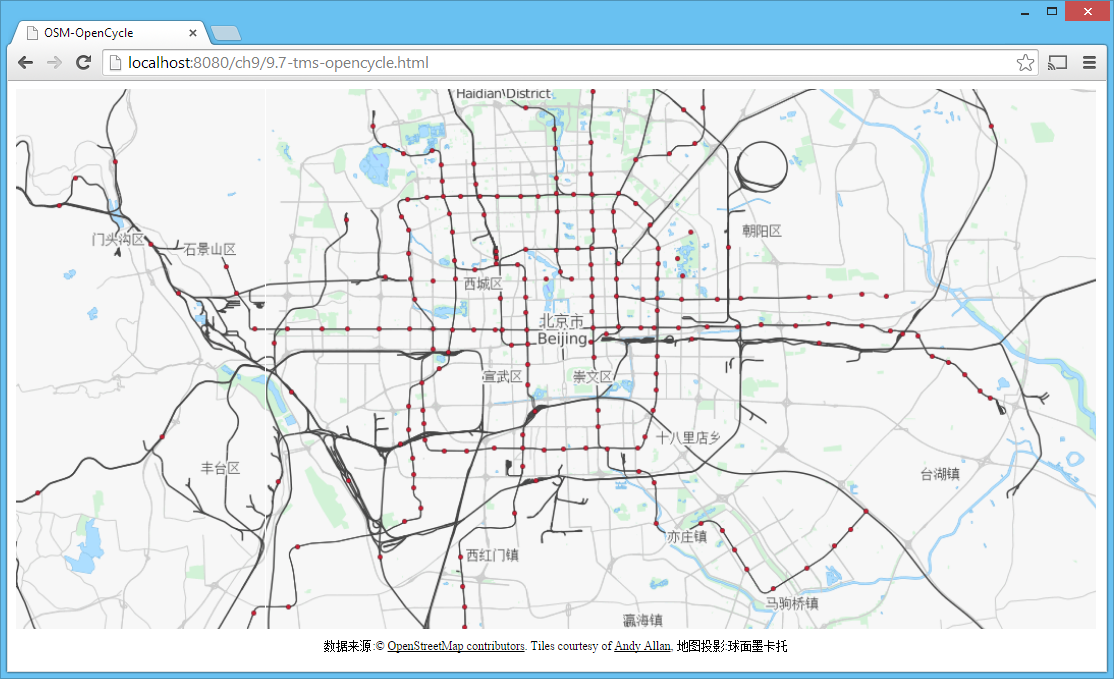 OSM-OpenCycle
localhost:8080/ch9/9.7-tms-opencycle.html
Haidian District
门头沟区
石景山区
朝阳区
西城区
北京市
Beijing
宣武区
崇文区
十八里店乡
丰台区
台湖镇
亦庄镇
西红门镇
马驹桥镇
瀛海镇
数据来源:© OpenStreetMap contributors. Tiles courtesy of Andy Allan, 地图投影:球面墨卡托